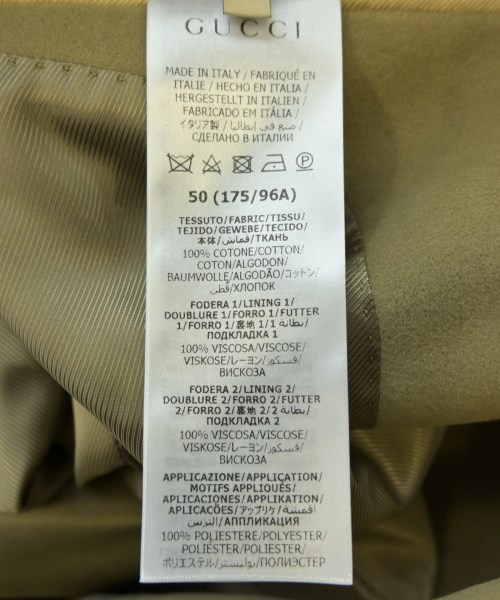 GUCCI
MADE IN ITALY / FABRIQUÉ EN
ITALIE / HECHO EN ITALIA /
HERGESTELLT IN ITALIEN /
FABRICADO EM ITÁLIA /
イタリア製 / صنع في إيطاليا /
СДЕЛАНО В ИТАЛИИ
50 (175/96A)
TESSUTO/FABRIC/TISSU/
TEJIDO/GEWEBE/TECIDO/
本体/قماش/ТКАНЬ
100% COTONE/COTTON/
COTON/ALGODON/
BAUMWOLLE/ALGODÃO/コットン/
قطن/ХЛОПОК
FODERA 1/LINING 1/
DOUBLURE 1/FORRO 1/FUTTER
1/FORRO 1/裏地 1/بطانة 1/
ПОДКЛАДКА 1
100% VISCOSA/VISCOSE/
VISKOSE/レーヨン/فسكوز/
ВИСКОЗА
FODERA 2/LINING 2/
DOUBLURE 2/FORRO 2/FUTTER
2/FORRO 2/裏地 2/بطانة 2/
ПОДКЛАДКА 2
100% VISCOSA/VISCOSE/
VISKOSE/レーヨン/فسكوز/
ВИСКОЗА
APPLICAZIONE/APPLICATION/
MOTIFS APPLIQUÉS/
APLICACIONES/APPLIKATION/
APLICAÇÕES/アップリケ/أقمشة
التزيين/АППЛИКАЦИЯ
100% POLIESTERE/POLYESTER/
POLIÉSTER/POLIESTER/
ポリエステル/بوليستر/ПОЛИЭСТЕР